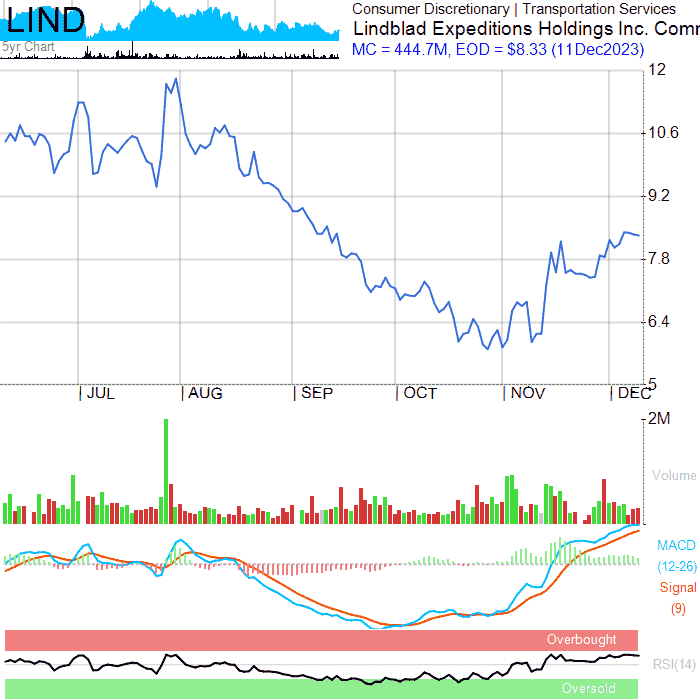 LIND
5yr Chart
Consumer Discretionary | Transportation Services
Lindblad Expeditions Holdings Inc. Comm
MC = 444.7M, EOD = $8.33 (11Dec2023)
12
10.6
9.2
7.8
6.4
5
JUL AUG SEP OCT NOV DEC
2M
Volume
MACD
(12-26)
Signal
(9)
Overbought
RSI(14)
Oversold